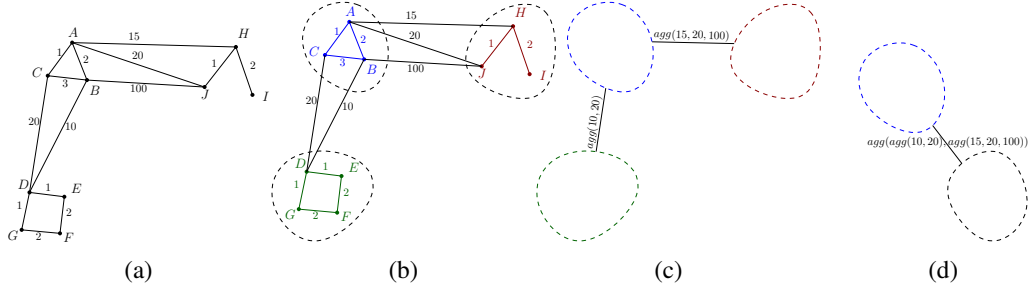 A
15
H
1
2
20
1
2
C
3
B
100
J
I
20
10
D
1
E
1
2
G
2
F
(a)
A
15
H
1
2
20
1
2
C
3
B
100
J
I
20
10
D
1
E
1
2
G
2
F
(b)
agg(15, 20, 100)
agg(10, 20)
(c)
agg(agg(10, 20), agg(15, 20, 100))
(d)